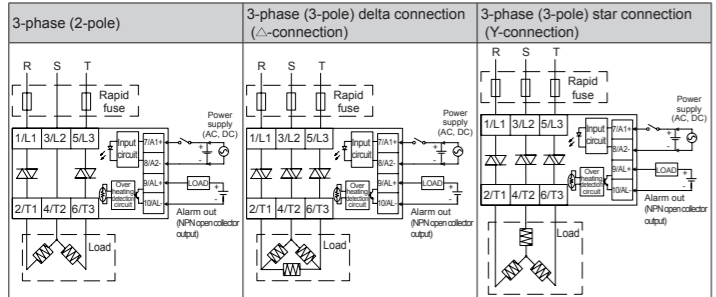 3-phase (2-pole)
R S T
Rapid
fuse
Power
supply
(AC, DC)
1/L1 3/L2 5/L3
Input
circuit
7/A1+
8/A2-
+
-
Over
heating
detection
circuit
9/AL+
10/AL-
LOAD
+
-
2/T1 4/T2 6/T3
Alarm out
(NPN open collector
output)
Load
3-phase (3-pole) delta connection
(△-connection)
R S T
Rapid
fuse
Power
supply
(AC, DC)
1/L1 3/L2 5/L3
Input
circuit
7/A1+
8/A2-
+
-
Over
heating
detection
circuit
9/AL+
10/AL-
LOAD
+
-
2/T1 4/T2 6/T3
Alarm out
(NPN open collector
output)
Load
3-phase (3-pole) star connection
(Y-connection)
R S T
Rapid
fuse
Power
supply
(AC, DC)
1/L1 3/L2 5/L3
Input
circuit
7/A1+
8/A2-
+
-
Over
heating
detection
circuit
9/AL+
10/AL-
LOAD
+
-
2/T1 4/T2 6/T3
Alarm out
(NPN open collector
output)
Load